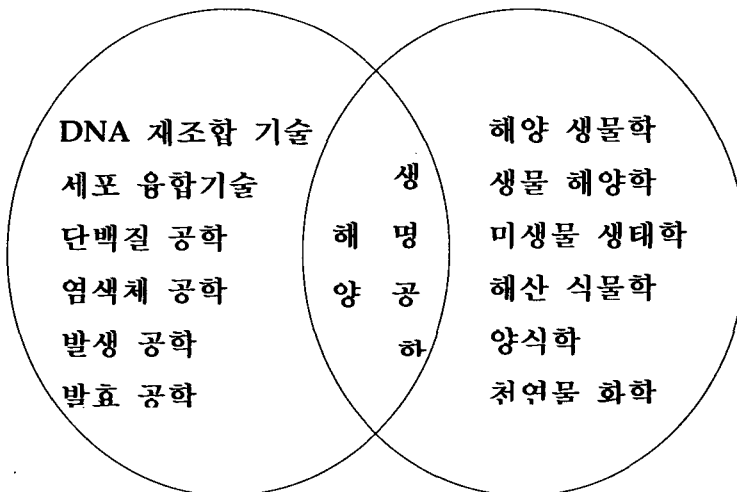 DNA 재조합 기술
세포 융합기술
단백질 공학
염색체 공학
발생 공학
발효 공학
해양
생명공하
해양 생물학
생물 해양학
미생물 생태학
해산 식물학
양식학
천연물 화학